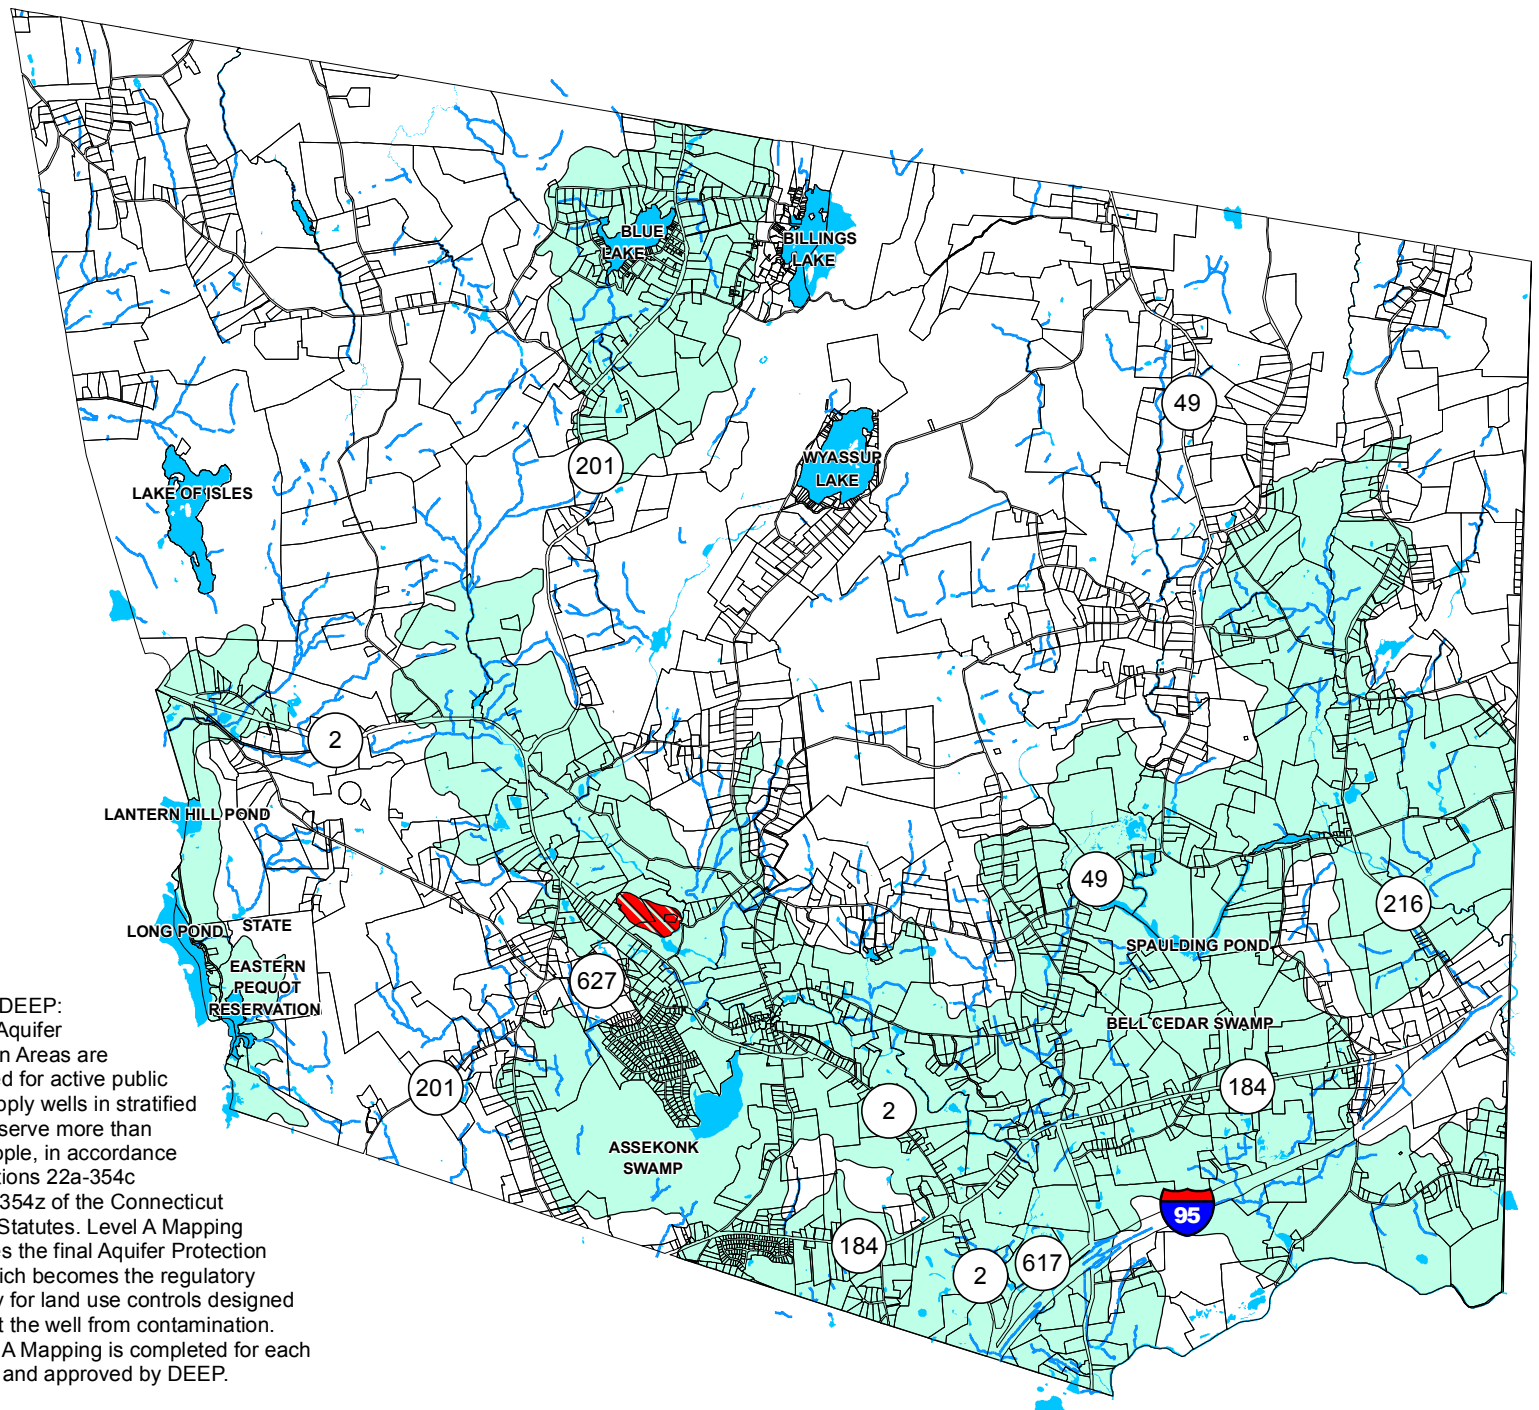 BLUE
LAKE
BILLINGS
LAKE
49
WYASSUP
LAKE
201
LAKE OF ISLES
2
LANTERN HILL POND
49
216
LONG POND
STATE
SPAULDING POND
EASTERN
PEQUOT
RESERVATION
627
BELL CEDAR SWAMP
201
184
2
ASSEKONK
SWAMP
95
184
2
617
DEEP:
Aquifer
n Areas are
ed for active public
pply wells in stratified
serve more than
ople, in accordance
tions 22a-354c
354z of the Connecticut
Statutes. Level A Mapping
es the final Aquifer Protection
hich becomes the regulatory
y for land use controls designed
t the well from contamination.
A Mapping is completed for each
and approved by DEEP.